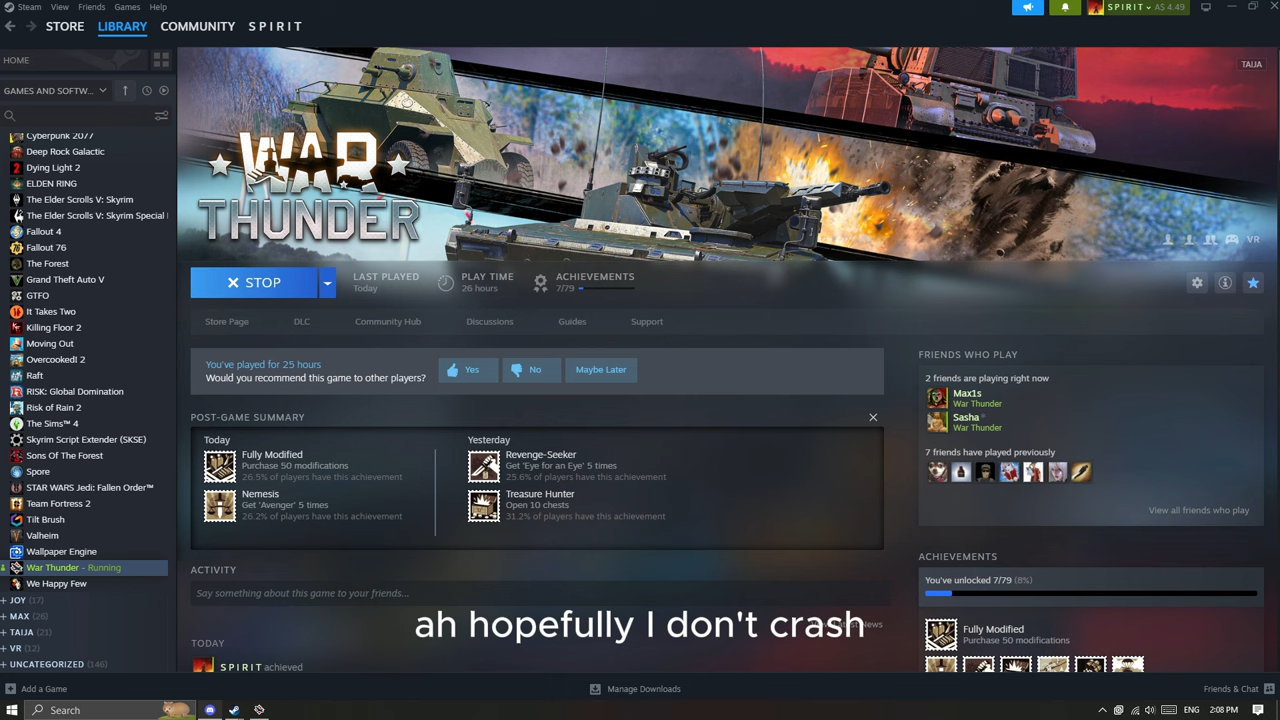 Steam View Friends Games Help
S P I R I T A$ 4.49
STORE LIBRARY COMMUNITY S P I R I T
HOME
TAIJA
GAMES AND SOFTW...
Cyberpunk 2077
Deep Rock Galactic
Dying Light 2
ELDEN RING
The Elder Scrolls V: Skyrim
The Elder Scrolls V: Skyrim Special
Fallout 4
Fallout 76
The Forest
Grand Theft Auto V
GTFO
It Takes Two
Killing Floor 2
Moving Out
Overcooked! 2
Raft
RISK: Global Domination
Risk of Rain 2
The Sims™ 4
Skyrim Script Extender (SKSE)
Sons Of The Forest
Spore
STAR WARS Jedi: Fallen Order™
Team Fortress 2
Tilt Brush
Valheim
Wallpaper Engine
War Thunder - Running
We Happy Few
JOY (17)
MAX (26)
TAIJA (21)
VR (12)
UNCATEGORIZED (146)
WAR
THUNDER
VR
STOP
LAST PLAYED
Today
PLAY TIME
26 hours
ACHIEVEMENTS
7/79
Store Page DLC Community Hub Discussions Guides Support
You've played for 25 hours
Would you recommend this game to other players?
Yes No Maybe Later
POST-GAME SUMMARY
Today
Fully Modified
Purchase 50 modifications
26.5% of players have this achievement
Nemesis
Get 'Avenger' 5 times
26.2% of players have this achievement
Yesterday
Revenge-Seeker
Get 'Eye for an Eye' 5 times
25.6% of players have this achievement
Treasure Hunter
Open 10 chests
31.2% of players have this achievement
ACTIVITY
Say something about this game to your friends...
ah hopefully I don't crash
News
TODAY
S P I R I T achieved
FRIENDS WHO PLAY
2 friends are playing right now
Max1s
War Thunder
Sasha
War Thunder
7 friends have played previously
View all friends who play
ACHIEVEMENTS
You've unlocked 7/79 (8%)
Fully Modified
Purchase 50 modifications
Add a Game
Manage Downloads
Friends & Chat
Search
ENG 2:08 PM